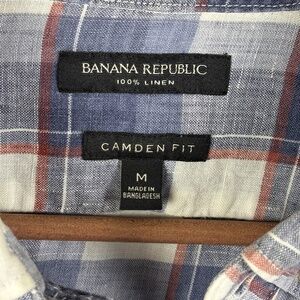 BANANA REPUBLIC
100% LINEN
CAMDEN FIT
M
MADE IN
BANGLADESH